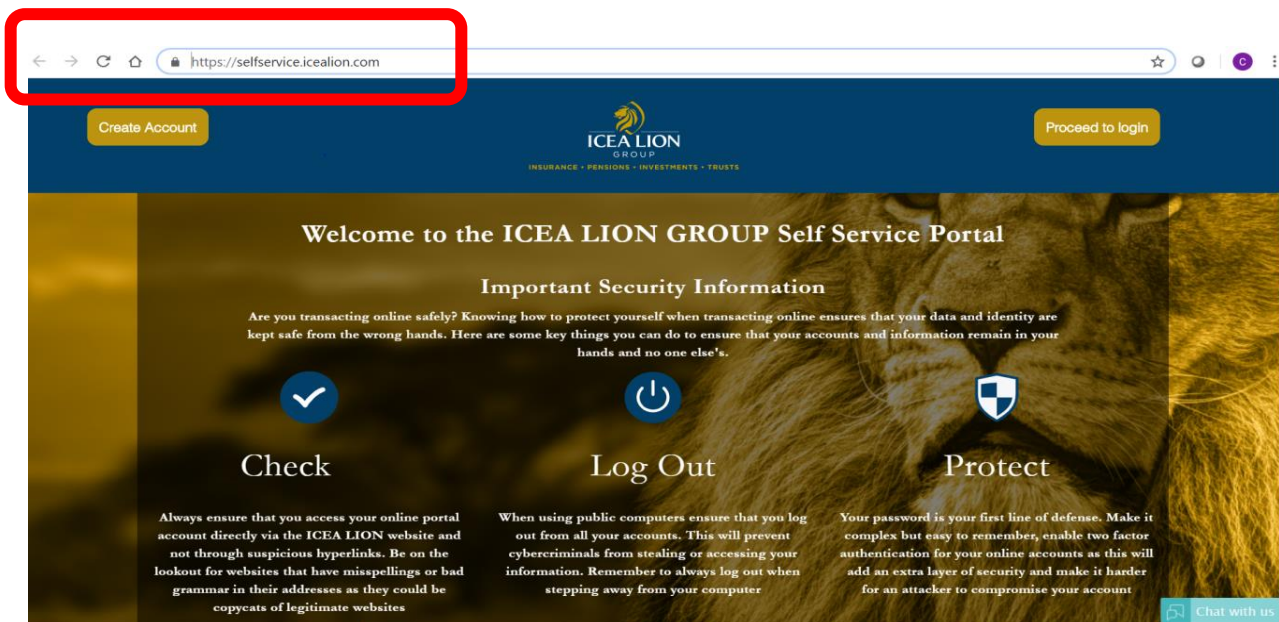 https://selfservice.icealion.com
C
Create Account
ICEA LION
GROUP
INSURANCE • PENSIONS • INVESTMENTS • TRUSTS
Proceed to login
Welcome to the ICEA LION GROUP Self Service Portal
Important Security Information
Are you transacting online safely? Knowing how to protect yourself when transacting online ensures that your data and identity are
kept safe from the wrong hands. Here are some key things you can do to ensure that your accounts and information remain in your
hands and no one else's.
Check
Always ensure that you access your online portal
account directly via the ICEA LION website and
not through suspicious hyperlinks. Be on the
lookout for websites that have misspellings or bad
grammar in their addresses as they could be
copycats of legitimate websites
Log Out
When using public computers ensure that you log
out from all your accounts. This will prevent
cybercriminals from stealing or accessing your
information. Remember to always log out when
stepping away from your computer
Protect
Your password is your first line of defense. Make it
complex but easy to remember, enable two factor
authentication for your online accounts as this will
add an extra layer of security and make it harder
for an attacker to compromise your account
Chat with us